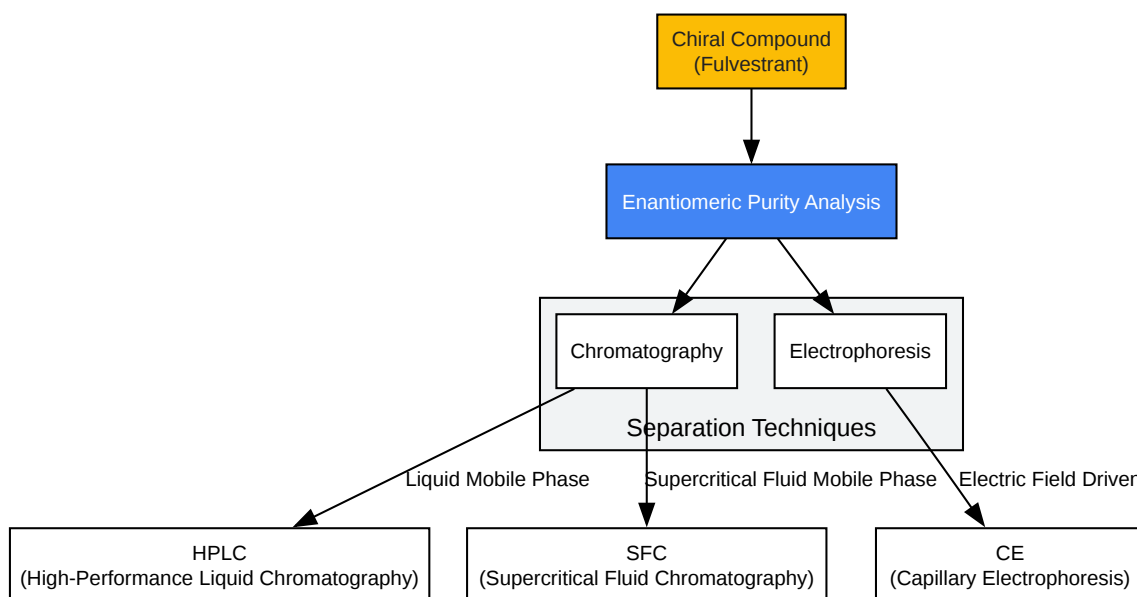 Chiral Compound
(Fulvestrant)
Enantiomeric Purity Analysis
Chromatography
Electrophoresis
Separation Techniques
Liquid Mobile Phase
Supercritical Fluid Mobile Phase
Electric Field Driven
HPLC
(High-Performance Liquid Chromatography)
SFC
(Supercritical Fluid Chromatography)
CE
(Capillary Electrophoresis)